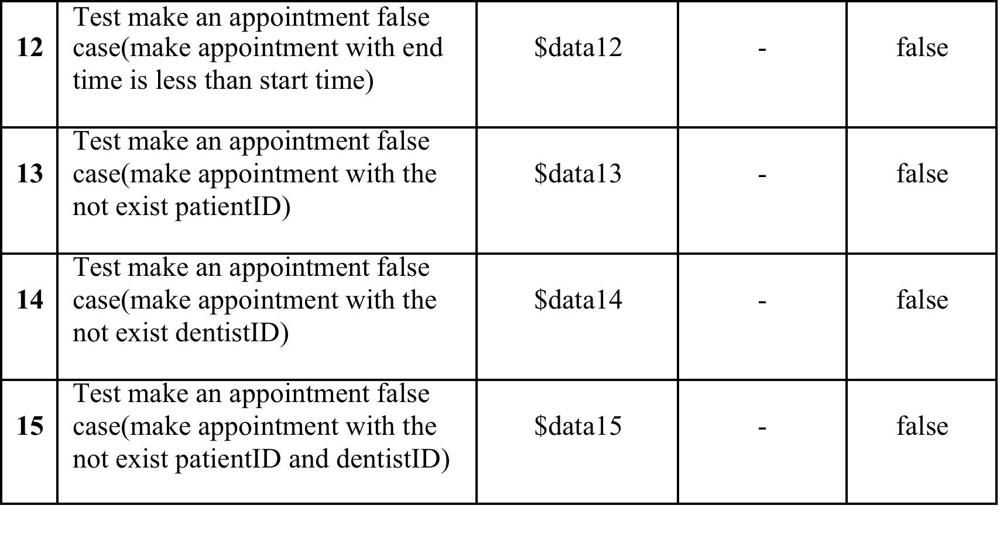 Test make an appointment false
12 case(make appointment with end $data12 - false
time is less than start time)
Test make an appointment false
13 case(make appointment with the $data13 - false
not exist patientID)
Test make an appointment false
14 case(make appointment with the $data14 - false
not exist dentistID)
Test make an appointment false
15 case(make appointment with the $data15 - false
not exist patientID and dentistID)